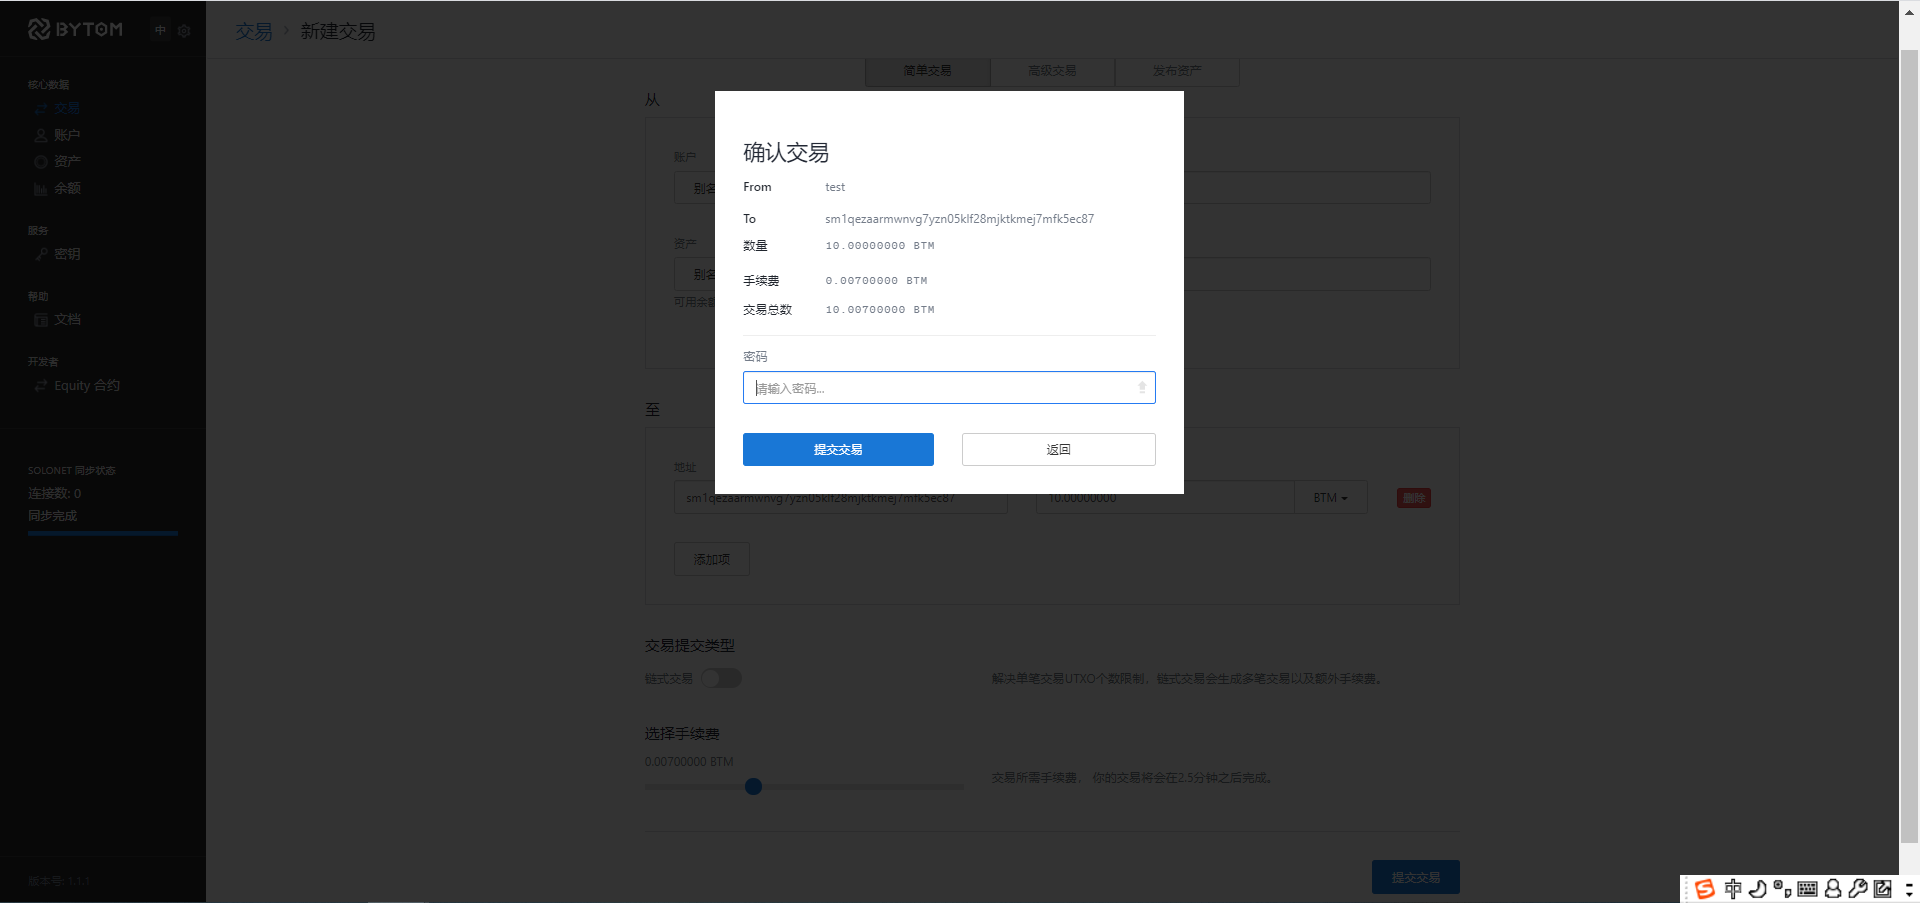 BYTOM
中
交易 › 新建交易
核心数据
交易
账户
资产
余额
服务
密钥
帮助
文档
开发者
Equity 合约
SOLONET 同步状态
连接数: 0
同步完成
版本号: 1.1.1
简单交易
高级交易
发布资产
从
账户
别名
资产
别名
可用余额
确认交易
From test
To sm1qezaarmwnvg7yzn05klf28mjktkmej7mfk5ec87
数量 10.00000000 BTM
手续费 0.00700000 BTM
交易总数 10.00700000 BTM
密码
请输入密码...
提交交易
返回
至
地址
sm1qezaarmwnvg7yzn05klf28mjktkmej7mfk5ec87
10.00000000
BTM
删除
添加项
交易提交类型
链式交易
解决单笔交易UTXO个数限制，链式交易会生成多笔交易以及额外手续费。
选择手续费
0.00700000 BTM
交易所需手续费， 你的交易将会在2.5分钟之后完成。
提交交易
S 中